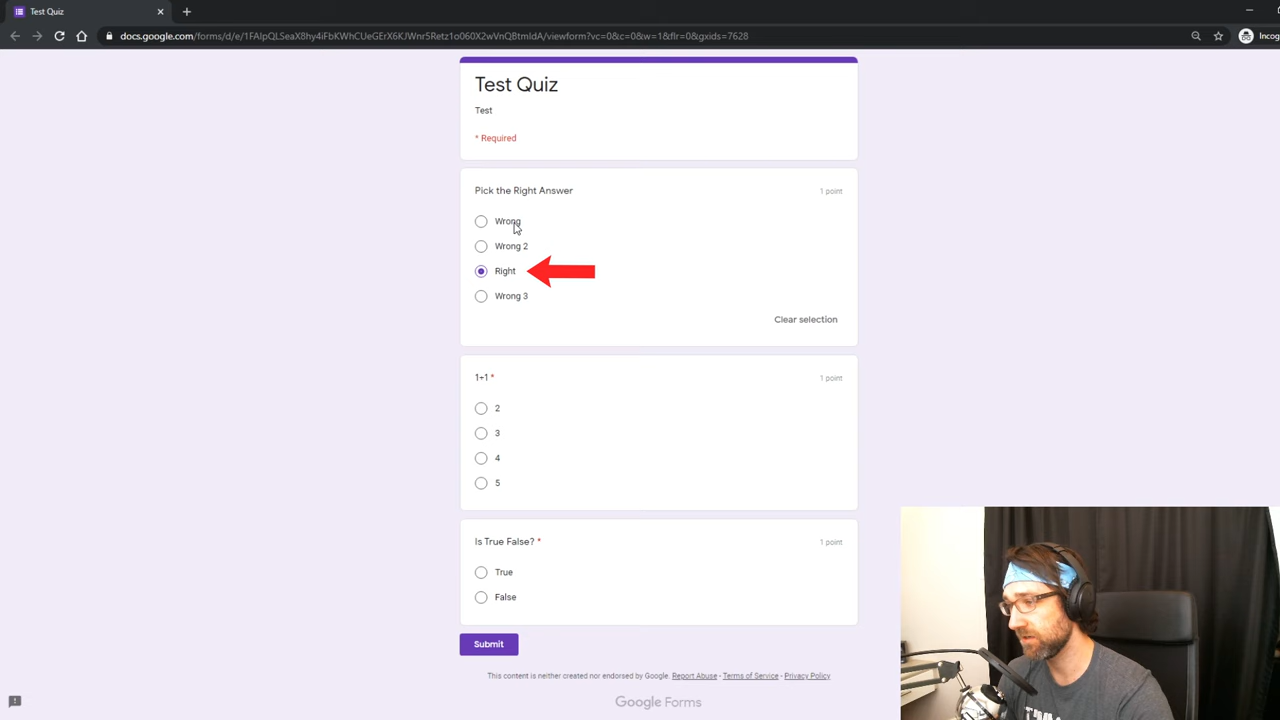 Test Quiz
docs.google.com/forms/d/e/1FAIpQLSeaX8hy4iFbKWhCUeGErX6KJWnr5Retz1o060X2wVnQBtmIdA/viewform?vc=0&c=0&w=1&flr=0&gxids=7628
Incog
Test Quiz
Test
* Required
Pick the Right Answer
1 point
Wrong
Wrong 2
Right
Wrong 3
Clear selection
1+1 *
1 point
2
3
4
5
Is True False? *
1 point
True
False
Submit
This content is neither created nor endorsed by Google. Report Abuse - Terms of Service - Privacy Policy
Google Forms